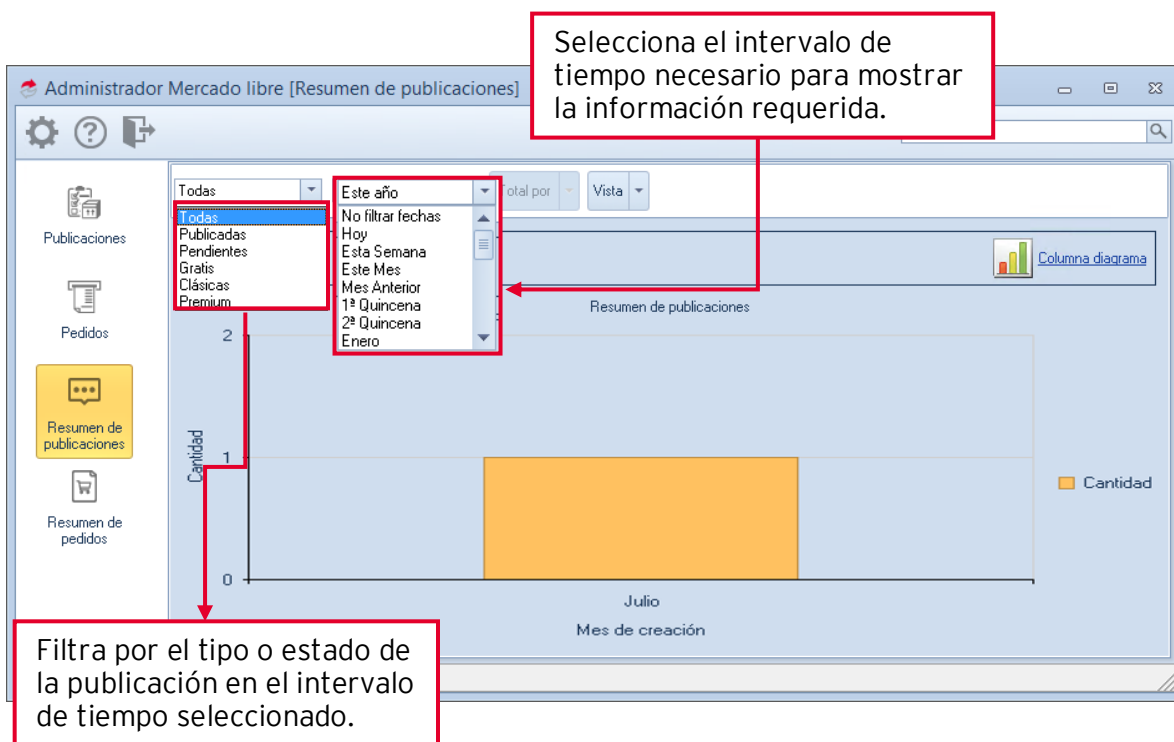 Selecciona el intervalo de
tiempo necesario para mostrar
la información requerida.
Administrador Mercado libre [Resumen de publicaciones]
Todas
Este año
Total por
Vista
Todas
Publicadas
Pendientes
Gratis
Clásicas
Premium
No filtrar fechas
Hoy
Esta Semana
Este Mes
Mes Anterior
1ª Quincena
2ª Quincena
Enero
Publicaciones
Pedidos
Resumen de
publicaciones
Resumen de
pedidos
Columna diagrama
Resumen de publicaciones
2
1
0
Cantidad
Cantidad
Julio
Mes de creación
Filtra por el tipo o estado de
la publicación en el intervalo
de tiempo seleccionado.